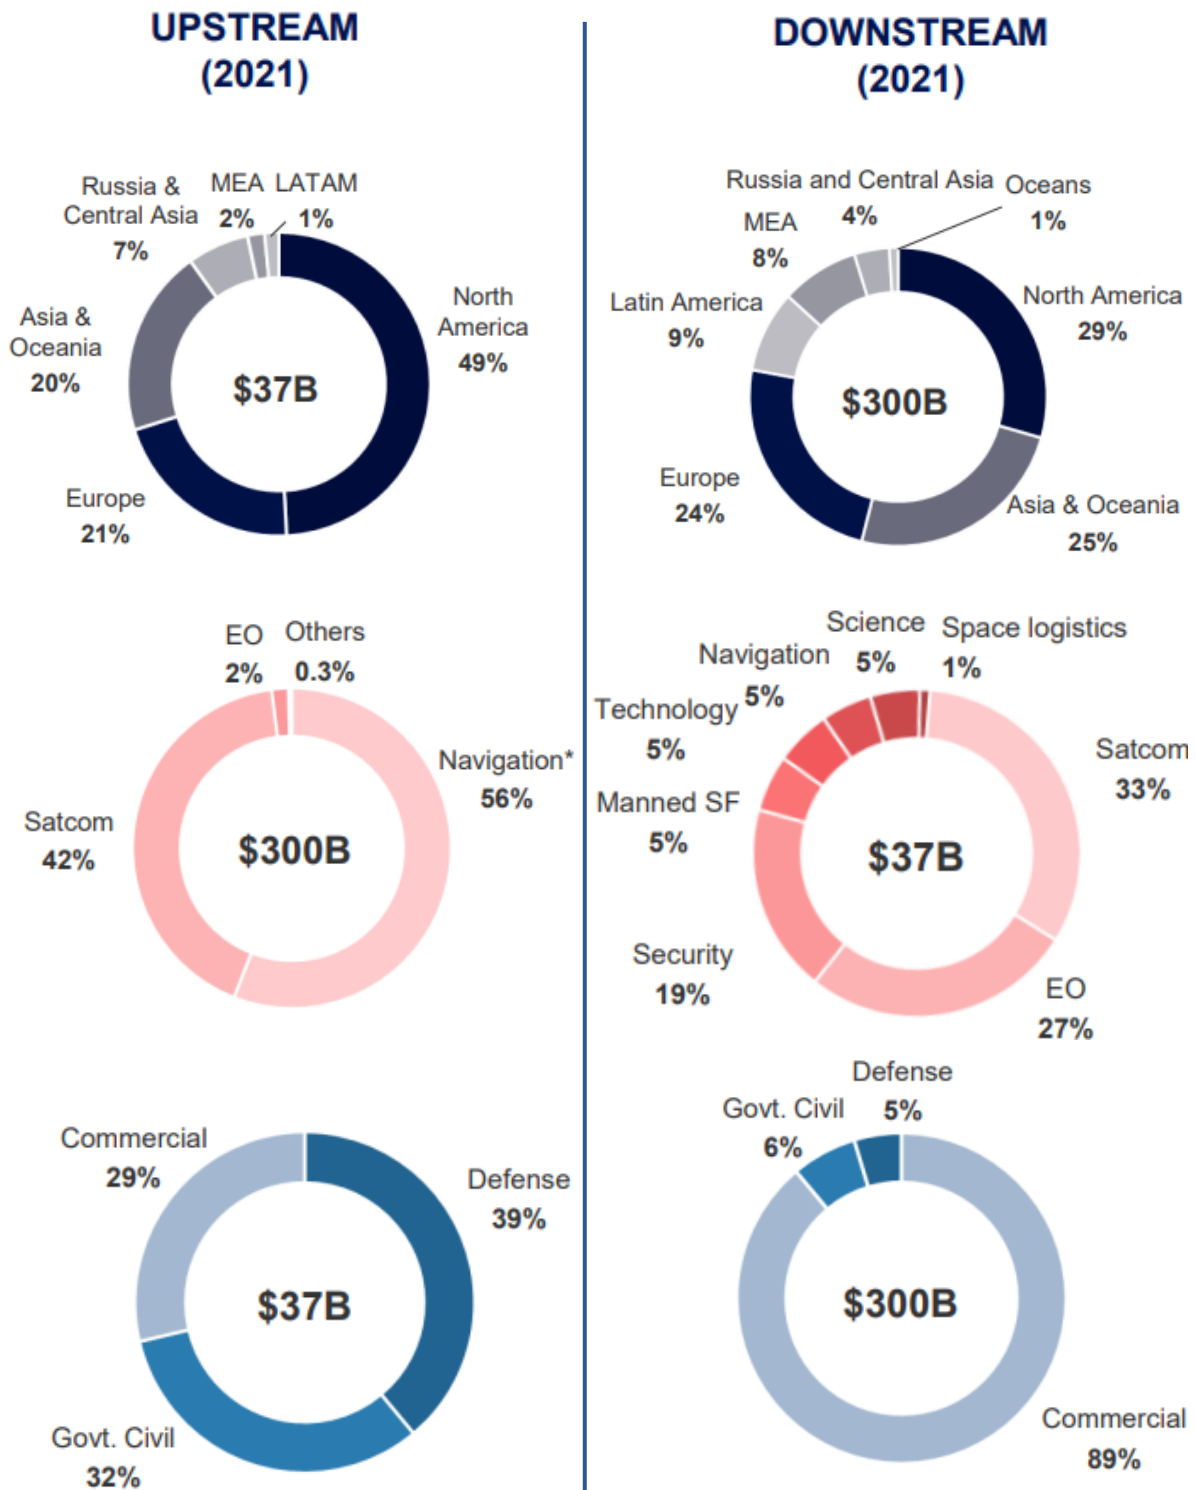 UPSTREAM
(2021)
Russia &
Central Asia
7%
MEA
2%
LATAM
1%
North
America
49%
Asia &
Oceania
20%
Europe
21%
$37B
EO
2%
Others
0.3%
Navigation*
56%
Satcom
42%
$300B
Commercial
29%
Defense
39%
Govt. Civil
32%
$37B
DOWNSTREAM
(2021)
Russia and Central Asia
4%
Oceans
1%
MEA
8%
Latin America
9%
North America
29%
Europe
24%
Asia & Oceania
25%
$300B
Science
5%
Space logistics
1%
Navigation
5%
Technology
5%
Manned SF
5%
Security
19%
Satcom
33%
EO
27%
$37B
Defense
5%
Govt. Civil
6%
Commercial
89%
$300B